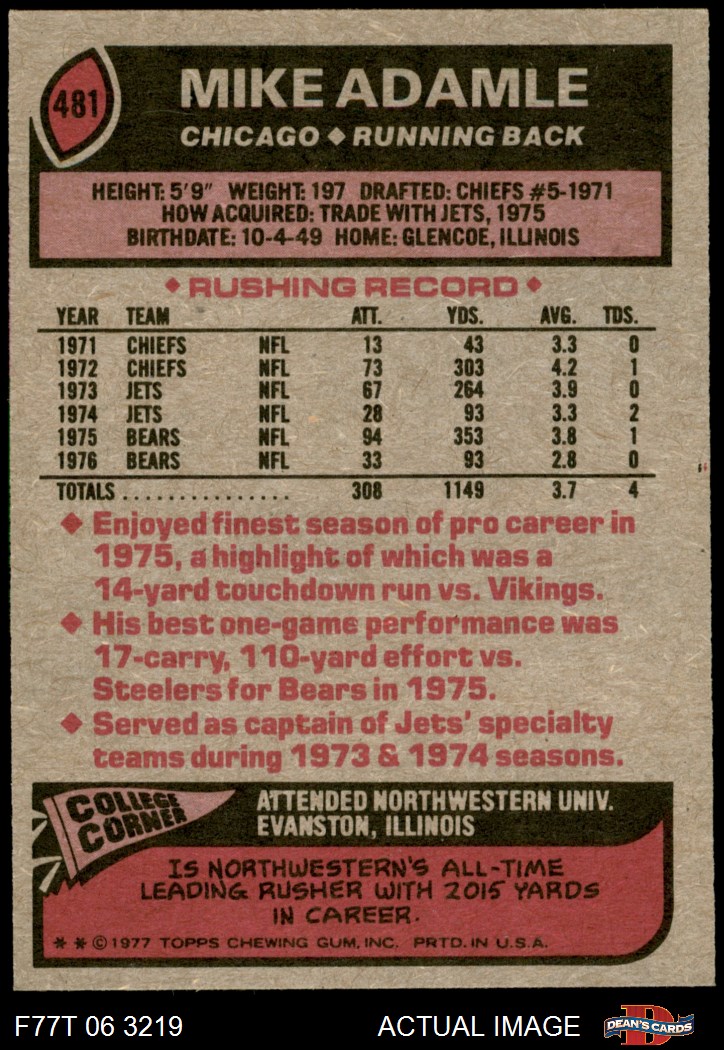 481
MIKE ADAMLE
CHICAGO ◆ RUNNING BACK
HEIGHT: 5'9" WEIGHT: 197 DRAFTED: CHIEFS #5-1971
HOW ACQUIRED: TRADE WITH JETS, 1975
BIRTHDATE: 10-4-49 HOME: GLENCOE, ILLINOIS
◆ RUSHING RECORD ◆
YEAR TEAM ATT. YDS. AVG. TDS.
1971 CHIEFS NFL 13 43 3.3 0
1972 CHIEFS NFL 73 303 4.2 1
1973 JETS NFL 67 264 3.9 0
1974 JETS NFL 28 93 3.3 2
1975 BEARS NFL 94 353 3.8 1
1976 BEARS NFL 33 93 2.8 0
TOTALS............... 308 1149 3.7 4
◆ Enjoyed finest season of pro career in
1975, a highlight of which was a
14-yard touchdown run vs. Vikings.
◆ His best one-game performance was
17-carry, 110-yard effort vs.
Steelers for Bears in 1975.
◆ Served as captain of Jets' specialty
teams during 1973 & 1974 seasons.
COLLEGE
CORNER
ATTENDED NORTHWESTERN UNIV.
EVANSTON, ILLINOIS
IS NORTHWESTERN'S ALL-TIME
LEADING RUSHER WITH 2015 YARDS
IN CAREER.
* * © 1977 TOPPS CHEWING GUM, INC. PRTD. IN U.S.A.
F77T 06 3219 ACTUAL IMAGE
D
DEAN'S CARDS